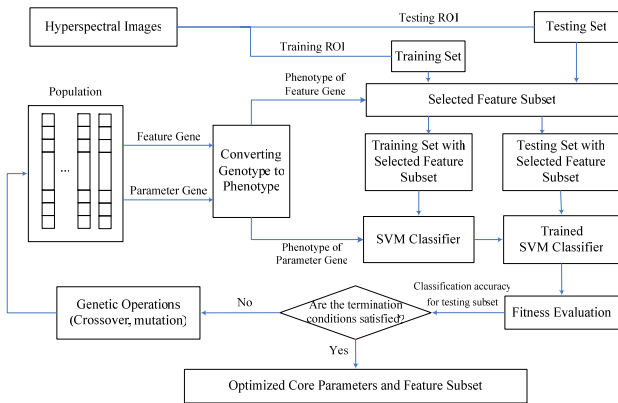 Testing ROI
Hyperspectral Images
Testing Set
Training ROI
Training Set
Phenotype of
Feature Gene
Population
Selected Feature Subset
Feature Gene
Converting
Genotype to
Phenotype
Training Set with
Selected Feature
Subset
Testing Set with
Selected Feature
Subset
...
Parameter Gene
SVM Classifier
Trained
SVM Classifier
Phenotype of
Parameter Gene
Genetic Operations
(Crossover, mutation)
No
Are the termination
conditions satisfied?
Classification accuracy
for testing subset
Fitness Evaluation
Yes
Optimized Core Parameters and Feature Subset